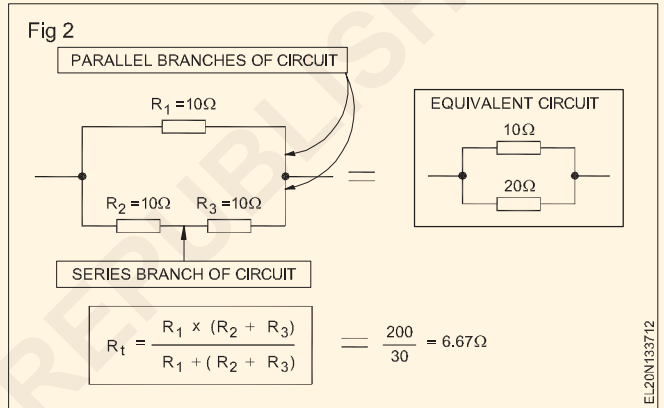 Fig 2
PARALLEL BRANCHES OF CIRCUIT
R1 =10Ω
R2 =10Ω R3 =10Ω
SERIES BRANCH OF CIRCUIT
=
EQUIVALENT CIRCUIT
10Ω
20Ω
Rt = R1 x (R2 + R3)
R1 + ( R2 + R3)
= 200
30
= 6.67Ω
EL20N133712
REPUBLISH